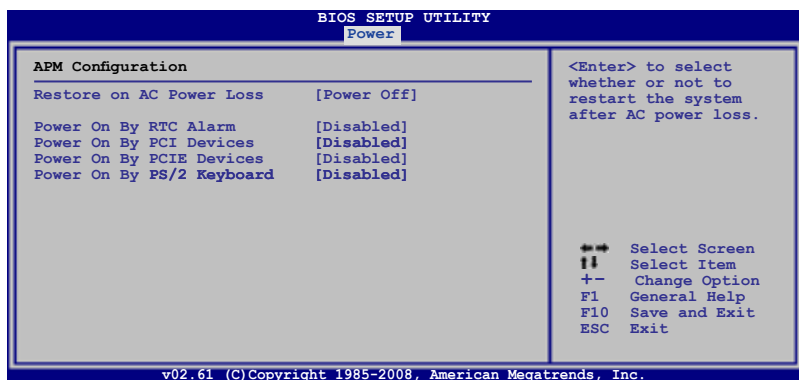 BIOS SETUP UTILITY
Power
APM Configuration
Restore on AC Power Loss [Power Off]
Power On By RTC Alarm [Disabled]
Power On By PCI Devices [Disabled]
Power On By PCIE Devices [Disabled]
Power On By PS/2 Keyboard [Disabled]
<Enter> to select
whether or not to
restart the system
after AC power loss.
←→ Select Screen
↑↓ Select Item
+- Change Option
F1 General Help
F10 Save and Exit
ESC Exit
v02.61 (C)Copyright 1985-2008, American Megatrends, Inc.